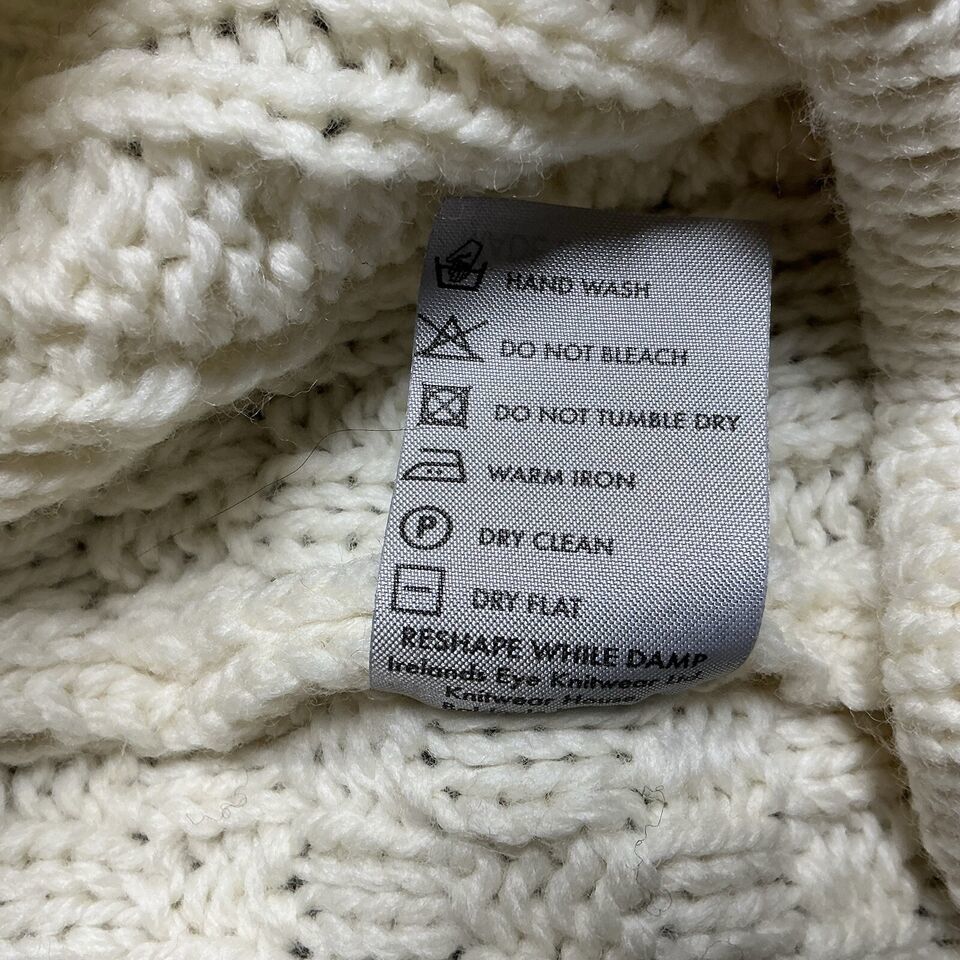 HAND WASH
DO NOT BLEACH
DO NOT TUMBLE DRY
WARM IRON
P DRY CLEAN
DRY FLAT
RESHAPE WHILE DAMP
Irelands Eye Knitwear Ltd.
Knitwear House